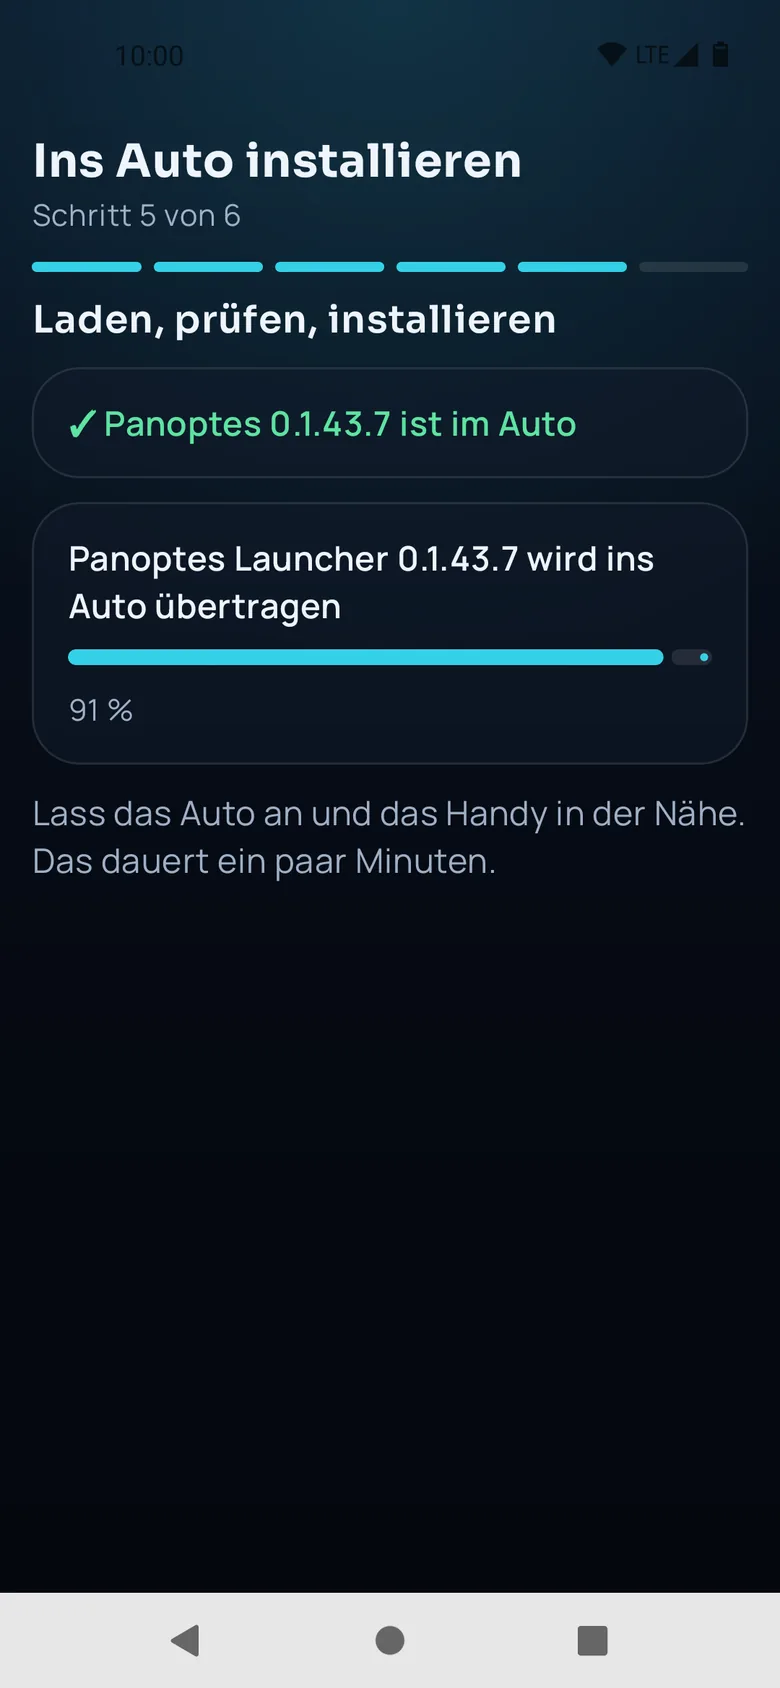 10:00
LTE
Ins Auto installieren
Schritt 5 von 6
Laden, prüfen, installieren
✓ Panoptes 0.1.43.7 ist im Auto
Panoptes Launcher 0.1.43.7 wird ins
Auto übertragen
91 %
Lass das Auto an und das Handy in der Nähe.
Das dauert ein paar Minuten.